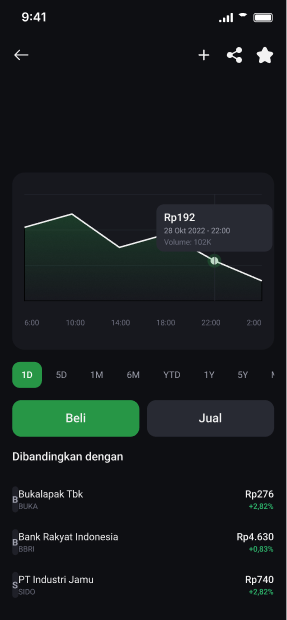 9:41
Rp192
28 Okt 2022 - 22:00
Volume: 102K
6:00 10:00 14:00 18:00 22:00 2:00
1D 5D 1M 6M YTD 1Y 5Y
Beli Jual
Dibandingkan dengan
B Bukalapak Tbk Rp276
BUKA +2,82%
B Bank Rakyat Indonesia Rp4.630
BBRI +0,83%
S PT Industri Jamu Rp740
SIDO +2,82%